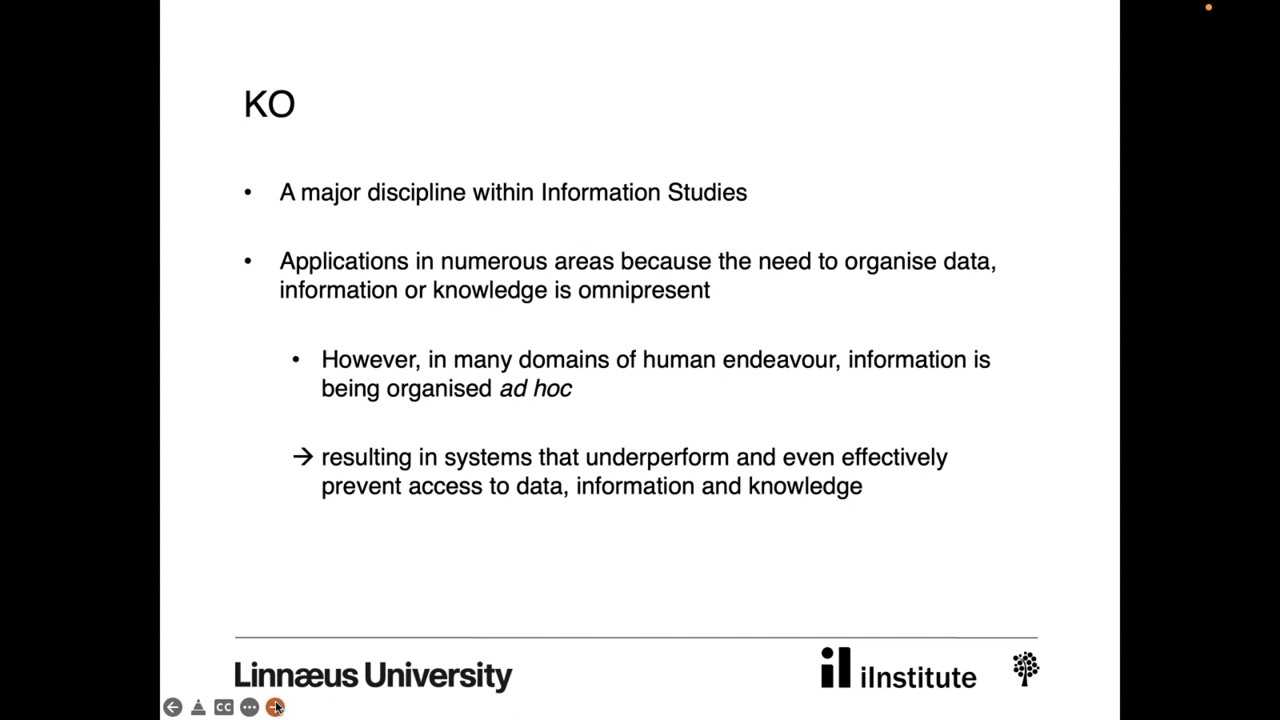 KO
• A major discipline within Information Studies
• Applications in numerous areas because the need to organise data,
information or knowledge is omnipresent
• However, in many domains of human endeavour, information is
being organised ad hoc
→ resulting in systems that underperform and even effectively
prevent access to data, information and knowledge
Linnæus University
iI iInstitute
CC